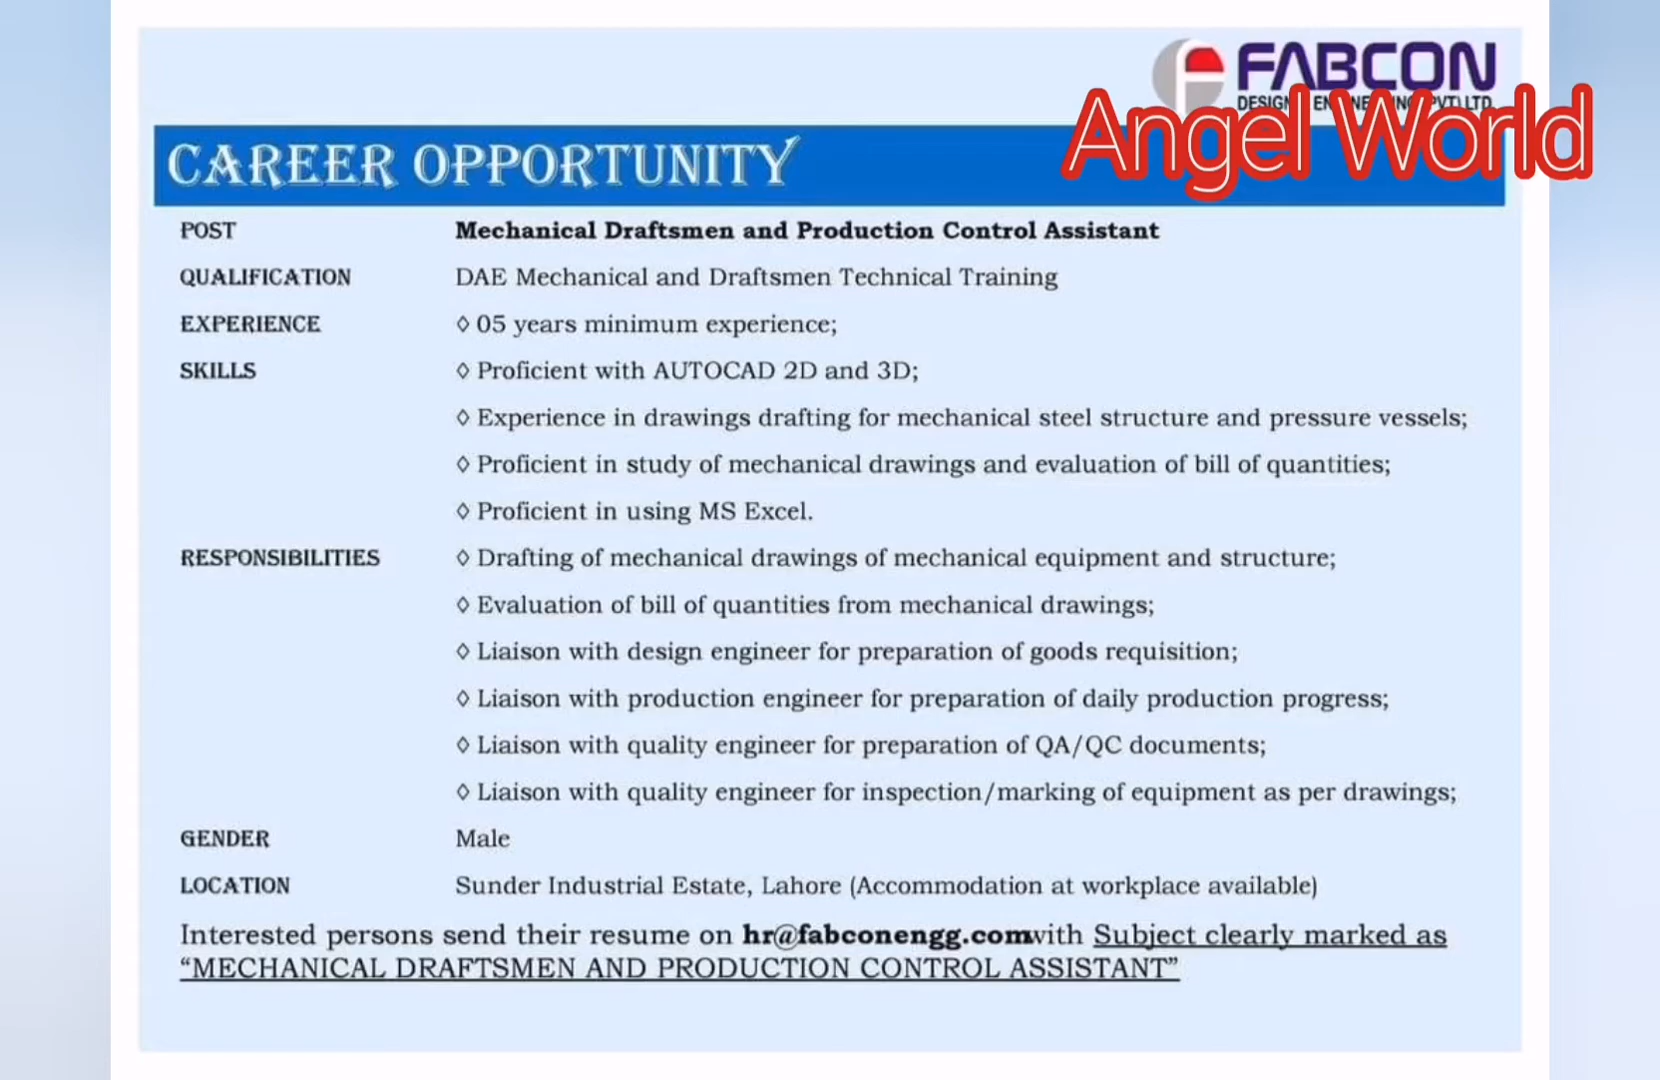 FABCON
Angel World
CAREER OPPORTUNITY
POST Mechanical Draftsmen and Production Control Assistant
QUALIFICATION DAE Mechanical and Draftsmen Technical Training
EXPERIENCE ◊ 05 years minimum experience;
SKILLS ◊ Proficient with AUTOCAD 2D and 3D;
◊ Experience in drawings drafting for mechanical steel structure and pressure vessels;
◊ Proficient in study of mechanical drawings and evaluation of bill of quantities;
◊ Proficient in using MS Excel.
RESPONSIBILITIES ◊ Drafting of mechanical drawings of mechanical equipment and structure;
◊ Evaluation of bill of quantities from mechanical drawings;
◊ Liaison with design engineer for preparation of goods requisition;
◊ Liaison with production engineer for preparation of daily production progress;
◊ Liaison with quality engineer for preparation of QA/QC documents;
◊ Liaison with quality engineer for inspection/marking of equipment as per drawings;
GENDER Male
LOCATION Sunder Industrial Estate, Lahore (Accommodation at workplace available)
Interested persons send their resume on hr@fabconengg.com with Subject clearly marked as
“MECHANICAL DRAFTSMEN AND PRODUCTION CONTROL ASSISTANT”